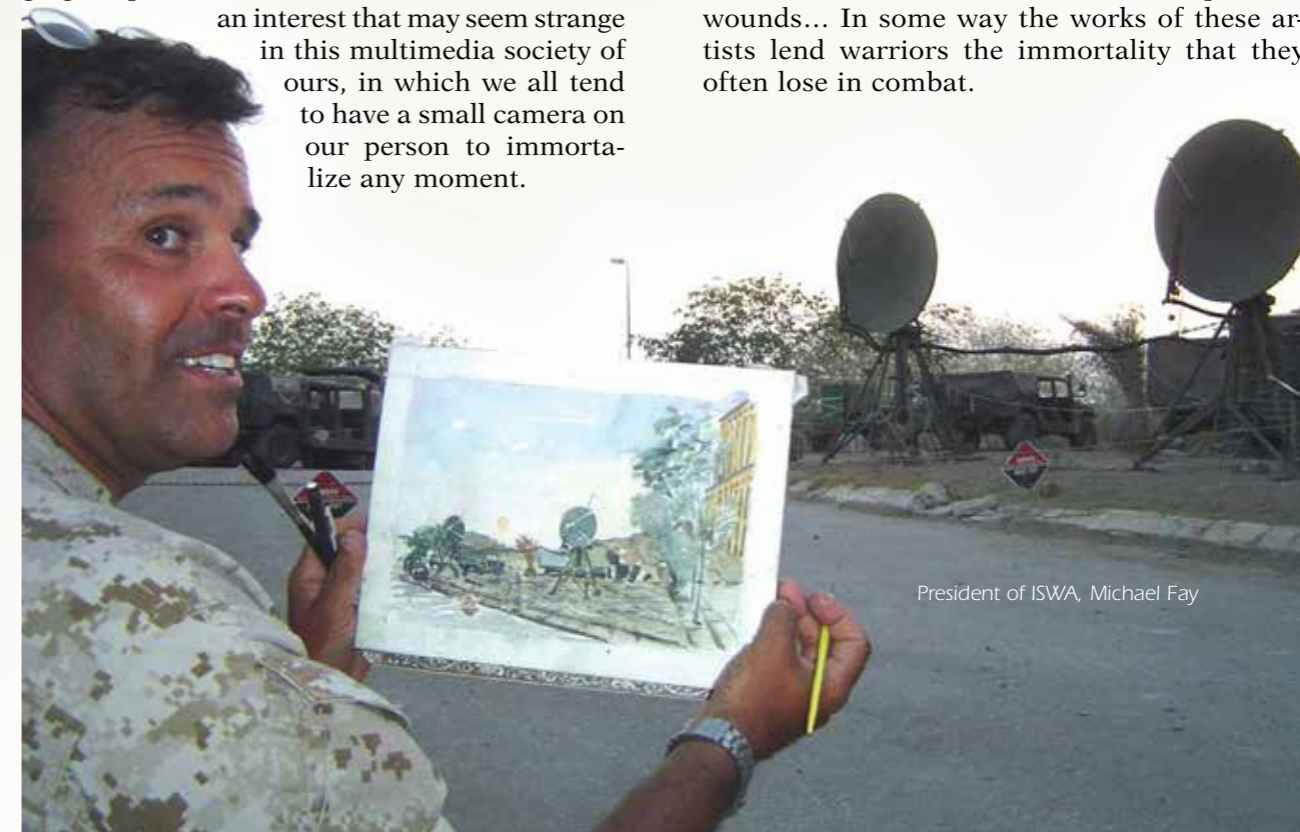 an interest that may seem strange
in this multimedia society of
ours, in which we all tend
to have a small camera on
our person to immorta-
lize any moment.
wounds... In some way the works of these ar-
tists lend warriors the immortality that they
often lose in combat.
President of ISWA, Michael Fay